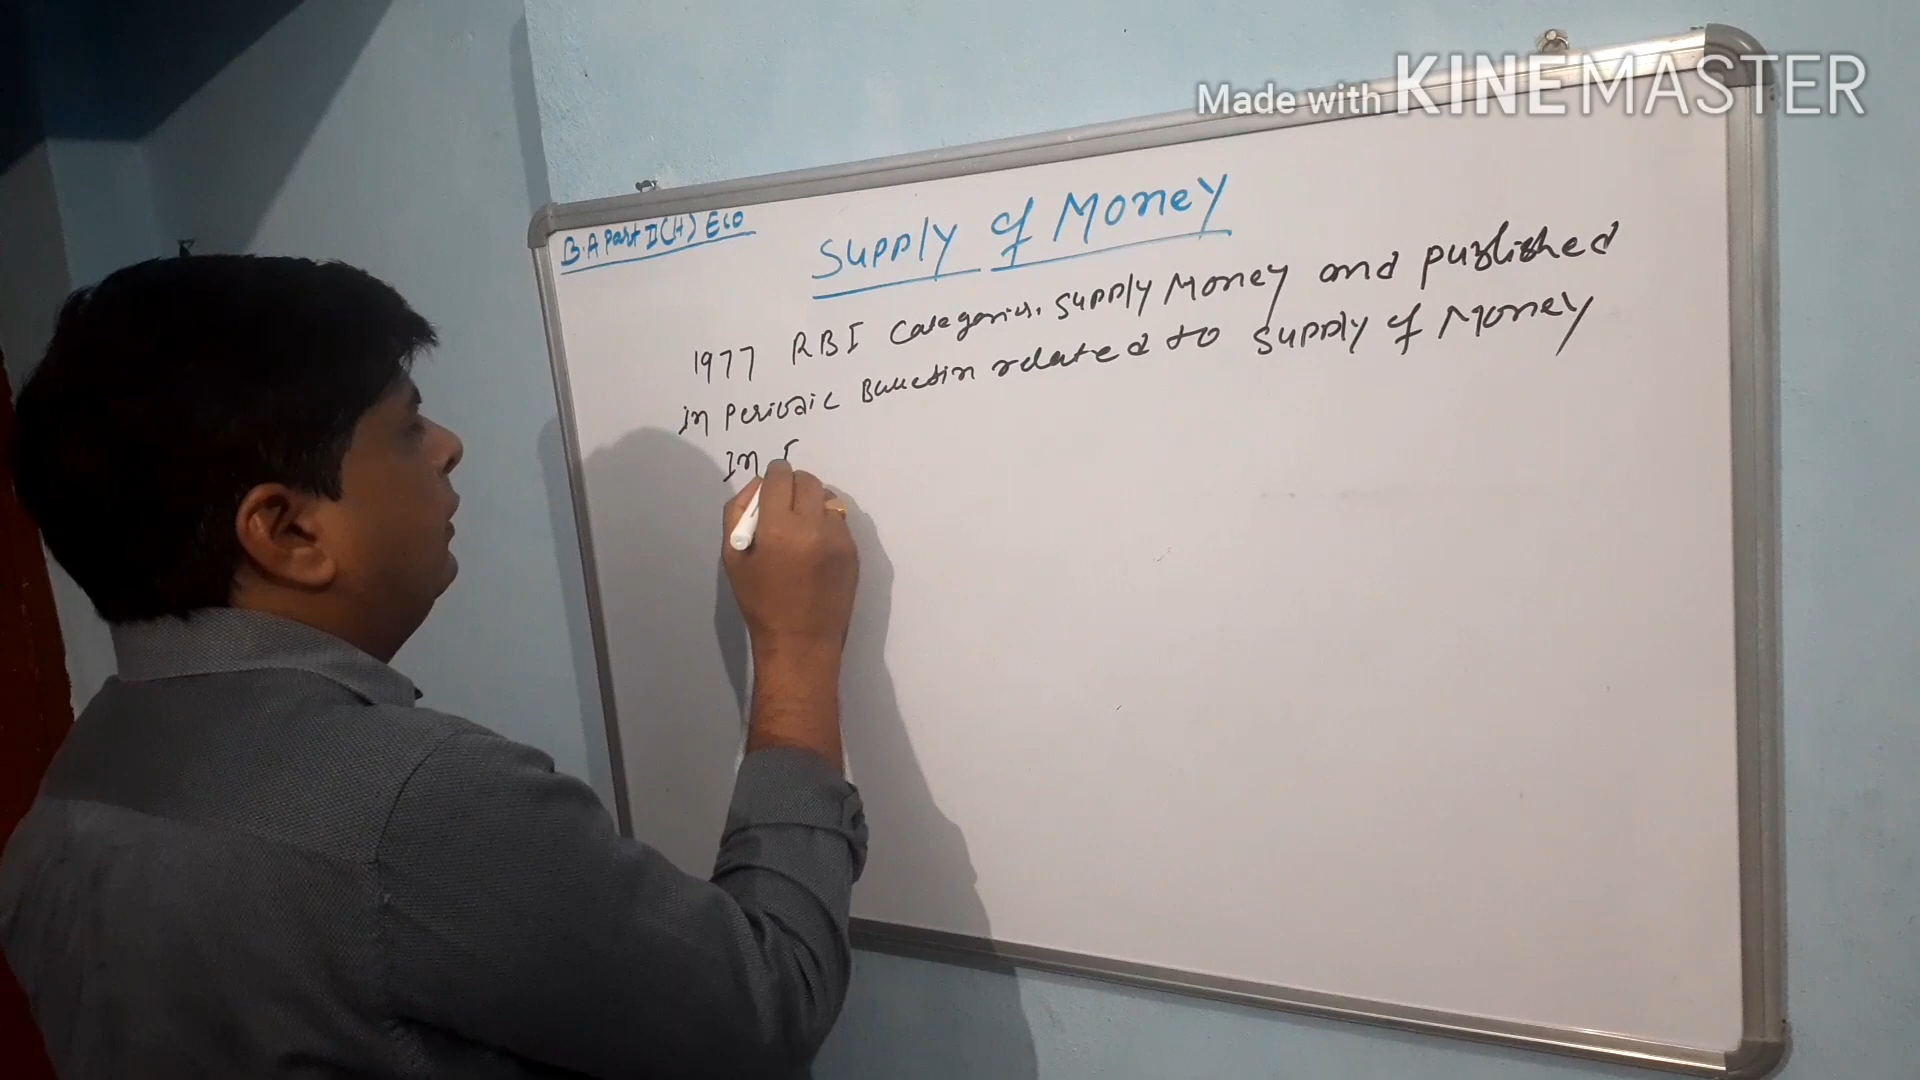 Made with KINEMASTER
B.A Part II (H) Eco
Supply of Money
1977 RBI Categories. Supply Money and published
in Periodic Bulletin related to Supply of Money
In